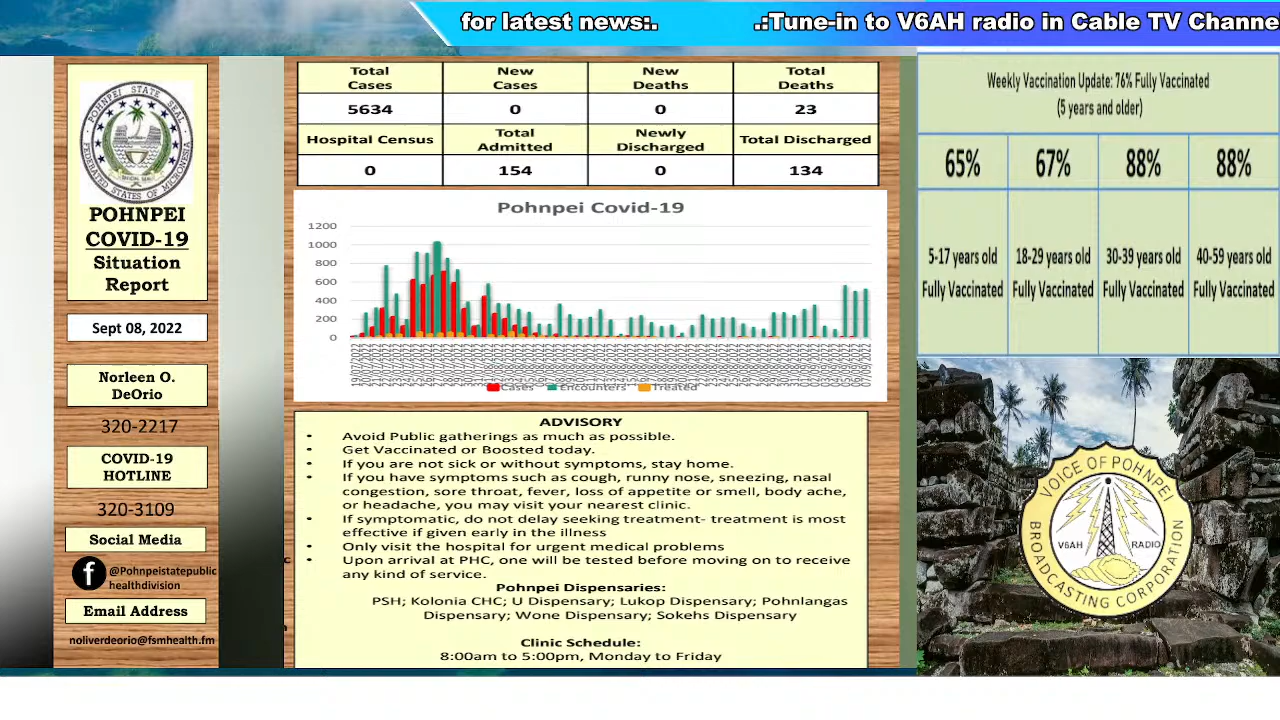 for latest news:.
.:Tune-in to V6AH radio in Cable TV Channe
POHNPEI STATE SEAL
FEDERATED STATES OF MICRONESIA
POHNPEI
COVID-19
Situation
Report
Sept 08, 2022
Norleen O.
DeOrio
320-2217
COVID-19
HOTLINE
320-3109
Social Media
@Pohnpeistatepublic
healthdivision
Email Address
noliverdeorio@fsmhealth.fm
Total Cases
New Cases
New Deaths
Total Deaths
5634
0
0
23
Hospital Census
Total Admitted
Newly Discharged
Total Discharged
0
154
0
134
Pohnpei Covid-19
1200
1000
800
600
400
200
0
Cases
Encounters
ADVISORY
• Avoid Public gatherings as much as possible.
• Get Vaccinated or Boosted today.
• If you are not sick or without symptoms, stay home.
• If you have symptoms such as cough, runny nose, sneezing, nasal
congestion, sore throat, fever, loss of appetite or smell, body ache,
or headache, you may visit your nearest clinic.
• If symptomatic, do not delay seeking treatment- treatment is most
effective if given early in the illness
• Only visit the hospital for urgent medical problems
• Upon arrival at PHC, one will be tested before moving on to receive
any kind of service.
Pohnpei Dispensaries:
PSH; Kolonia CHC; U Dispensary; Lukop Dispensary; Pohnlangas
Dispensary; Wone Dispensary; Sokehs Dispensary
Clinic Schedule:
8:00am to 5:00pm, Monday to Friday
Weekly Vaccination Update: 76% Fully Vaccinated
(5 years and older)
65%
67%
88%
88%
5-17 years old
Fully Vaccinated
18-29 years old
Fully Vaccinated
30-39 years old
Fully Vaccinated
40-59 years old
Fully Vaccinated
VOICE OF POHNPEI
V6AH RADIO
BROADCASTING CORPORATION